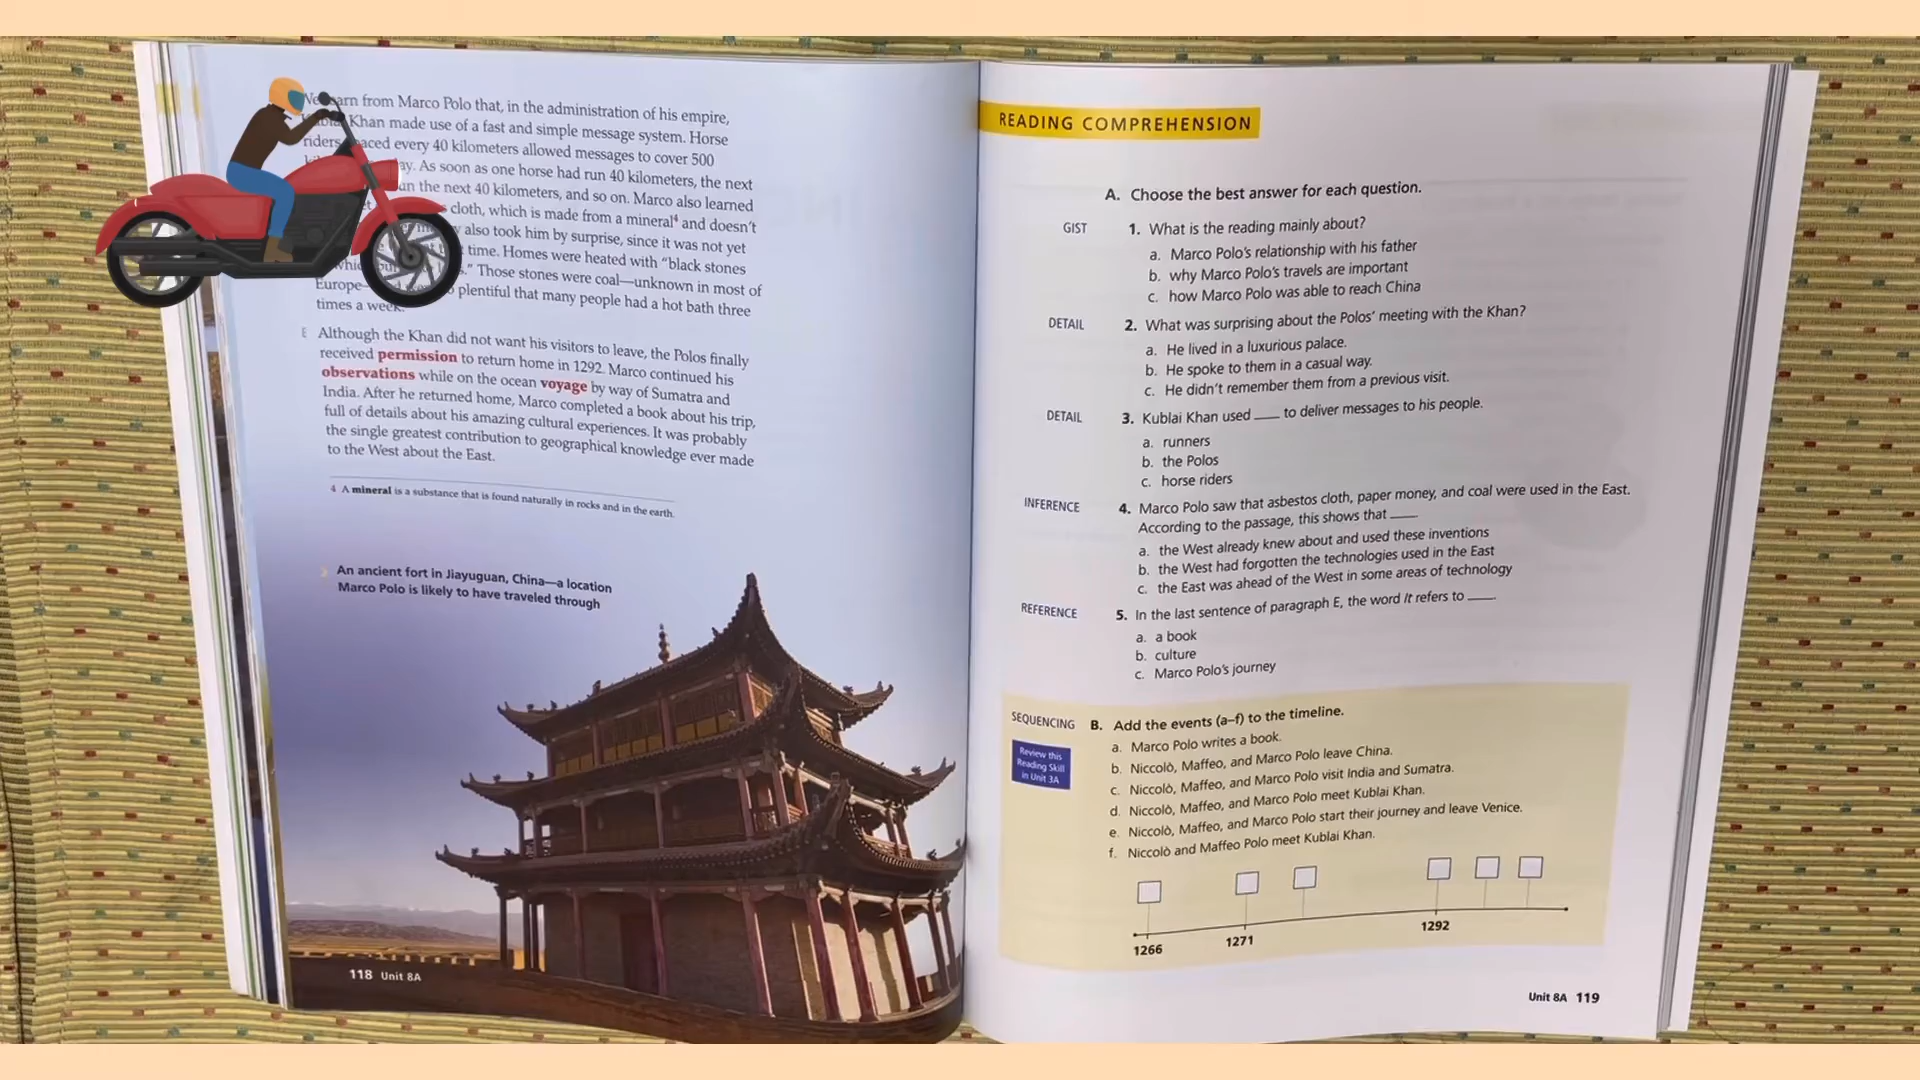 arn from Marco Polo that, in the administration of his empire,
Khan made use of a fast and simple message system. Horse
riders aced every 40 kilometers allowed messages to cover 500
ay. As soon as one horse had run 40 kilometers, the next
the next 40 kilometers, and so on. Marco also learned
cloth, which is made from a mineral⁴ and doesn't
also took him by surprise, since it was not yet
time. Homes were heated with "black stones
Those stones were coal—unknown in most of
Europe— plentiful that many people had a hot bath three
times a week.
E Although the Khan did not want his visitors to leave, the Polos finally
received permission to return home in 1292. Marco continued his
observations while on the ocean voyage by way of Sumatra and
India. After he returned home, Marco completed a book about his trip,
full of details about his amazing cultural experiences. It was probably
the single greatest contribution to geographical knowledge ever made
to the West about the East.
4 A mineral is a substance that is found naturally in rocks and in the earth.
An ancient fort in Jiayuguan, China—a location
Marco Polo is likely to have traveled through
118 Unit 8A
READING COMPREHENSION
A. Choose the best answer for each question.
GIST 1. What is the reading mainly about?
a. Marco Polo's relationship with his father
b. why Marco Polo's travels are important
c. how Marco Polo was able to reach China
DETAIL 2. What was surprising about the Polos' meeting with the Khan?
a. He lived in a luxurious palace.
b. He spoke to them in a casual way.
c. He didn't remember them from a previous visit.
DETAIL 3. Kublai Khan used ____ to deliver messages to his people.
a. runners
b. the Polos
c. horse riders
INFERENCE 4. Marco Polo saw that asbestos cloth, paper money, and coal were used in the East.
According to the passage, this shows that ____
a. the West already knew about and used these inventions
b. the West had forgotten the technologies used in the East
c. the East was ahead of the West in some areas of technology
REFERENCE 5. In the last sentence of paragraph E, the word It refers to ____.
a. a book
b. culture
c. Marco Polo's journey
SEQUENCING B. Add the events (a–f) to the timeline.
Review this
Reading Skill
in Unit 3A
a. Marco Polo writes a book.
b. Niccolò, Maffeo, and Marco Polo leave China.
c. Niccolò, Maffeo, and Marco Polo visit India and Sumatra.
d. Niccolò, Maffeo, and Marco Polo meet Kublai Khan.
e. Niccolò, Maffeo, and Marco Polo start their journey and leave Venice.
f. Niccolò and Maffeo Polo meet Kublai Khan.
1266 1271 1292
Unit 8A 119